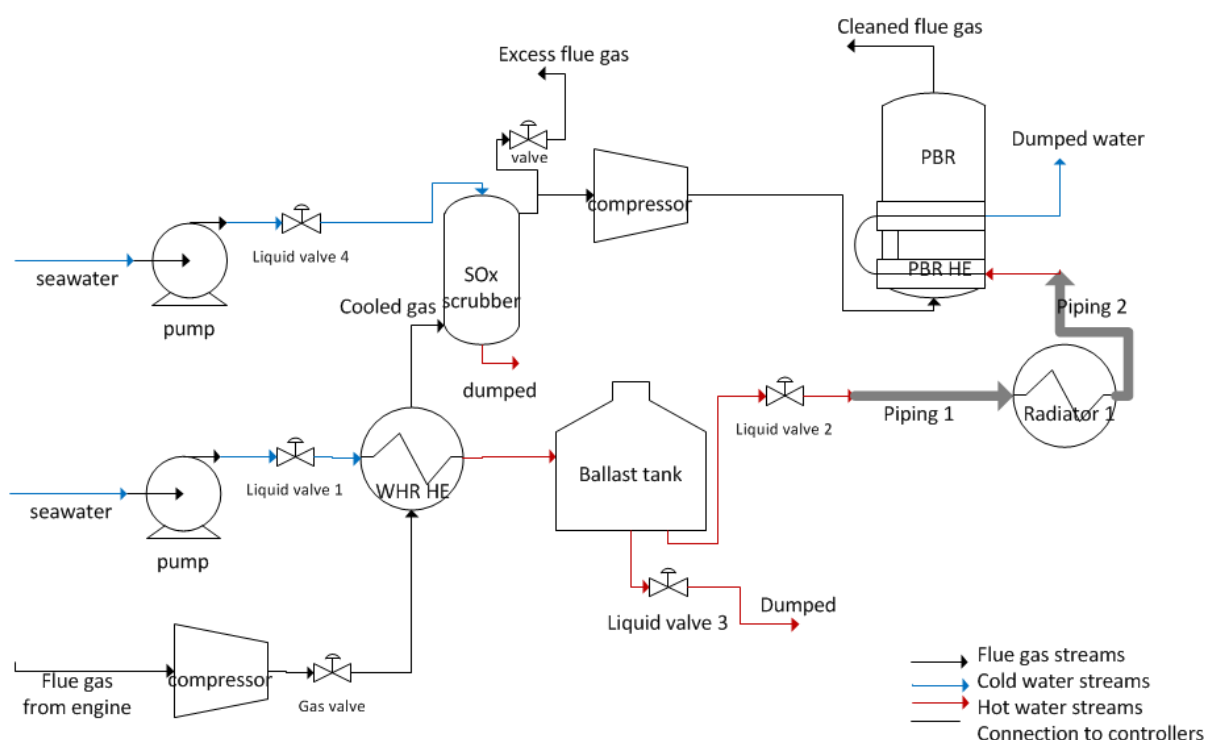 Cleaned flue gas
Excess flue gas
valve
PBR
Dumped water
compressor
Liquid valve 4
seawater
pump
SOx
scrubber
Cooled gas
PBR HE
Piping 2
dumped
Liquid valve 2
Piping 1
Radiator 1
Liquid valve 1
WHR HE
Ballast tank
seawater
pump
Liquid valve 3
Dumped
compressor
Flue gas
from engine
Gas valve
Flue gas streams
Cold water streams
Hot water streams
Connection to controllers